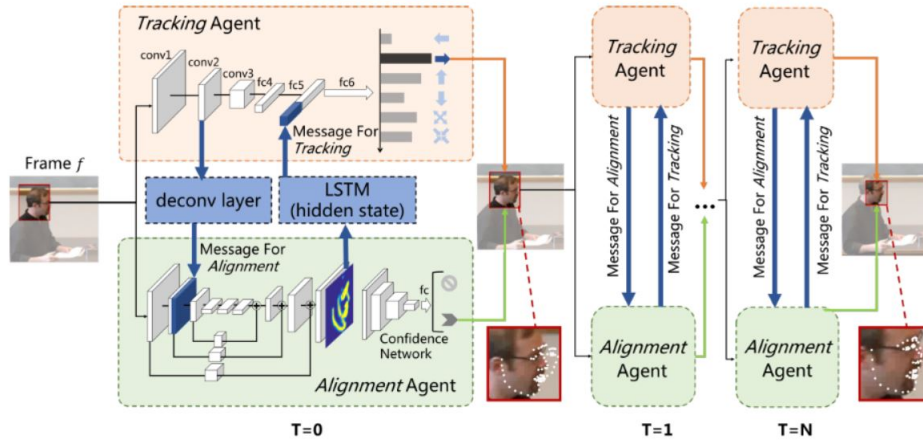 Tracking Agent
conv1
conv2
conv3
fc4
fc5
fc6
Message For
Tracking
Frame f
deconv layer
LSTM
(hidden state)
Message For
Alignment
fc
Confidence
Network
Alignment Agent
T=0
Tracking
Agent
Message For Alignment
Message For Tracking
Alignment
Agent
T=1
...
Tracking
Agent
Message For Alignment
Message For Tracking
Alignment
Agent
T=N